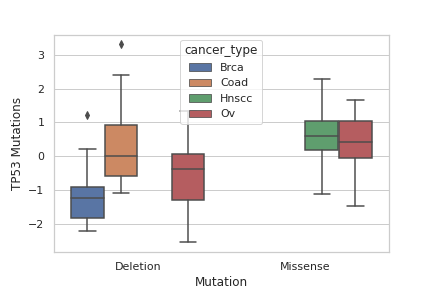 cancer_type
Brca
Coad
Hnscc
Ov
TP53 Mutations
3
2
1
0
−1
−2
Deletion
Missense
Mutation